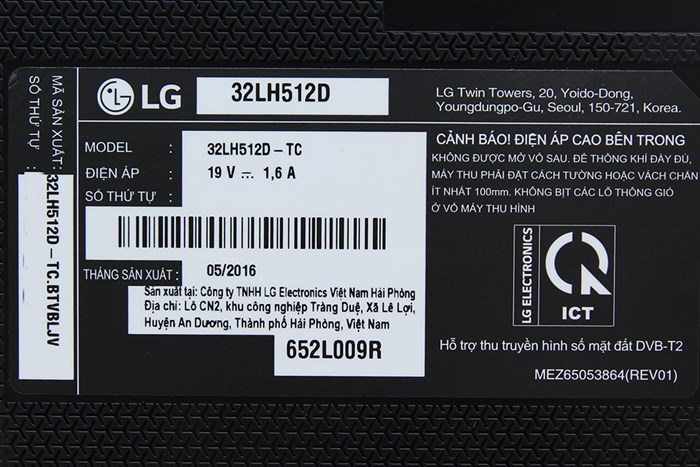 LG
32LH512D
LG Twin Towers, 20, Yoido-Dong,
Youngdungpo-Gu, Seoul, 150-721, Korea.
MÃ SẢN XUẤT:
SỐ THỨ TỰ :
32LH512D - TC.BTVBLJV
MODEL : 32LH512D - TC
ĐIỆN ÁP : 19 V ⎓ 1,6 A
SỐ THỨ TỰ :
THÁNG SẢN XUẤT : 05/2016
Sản xuất tại: Công ty TNHH LG Electronics Việt Nam Hải Phòng
Địa chỉ: Lô CN2, khu công nghiệp Tràng Duệ, Xã Lê Lợi,
Huyện An Dương, Thành phố Hải Phòng, Việt Nam
652L009R
CẢNH BÁO! ĐIỆN ÁP CAO BÊN TRONG
KHÔNG ĐƯỢC MỞ VỎ SAU. ĐỂ THÔNG KHÍ ĐẦY ĐỦ,
MÁY THU PHẢI ĐẶT CÁCH TƯỜNG HOẶC VÁCH CHẮN
ÍT NHẤT 100mm. KHÔNG BỊT CÁC LỖ THÔNG GIÓ
Ở VỎ MÁY THU HÌNH
LG ELECTRONICS
ICT
Hỗ trợ thu truyền hình số mặt đất DVB-T2
MEZ65053864(REV01)